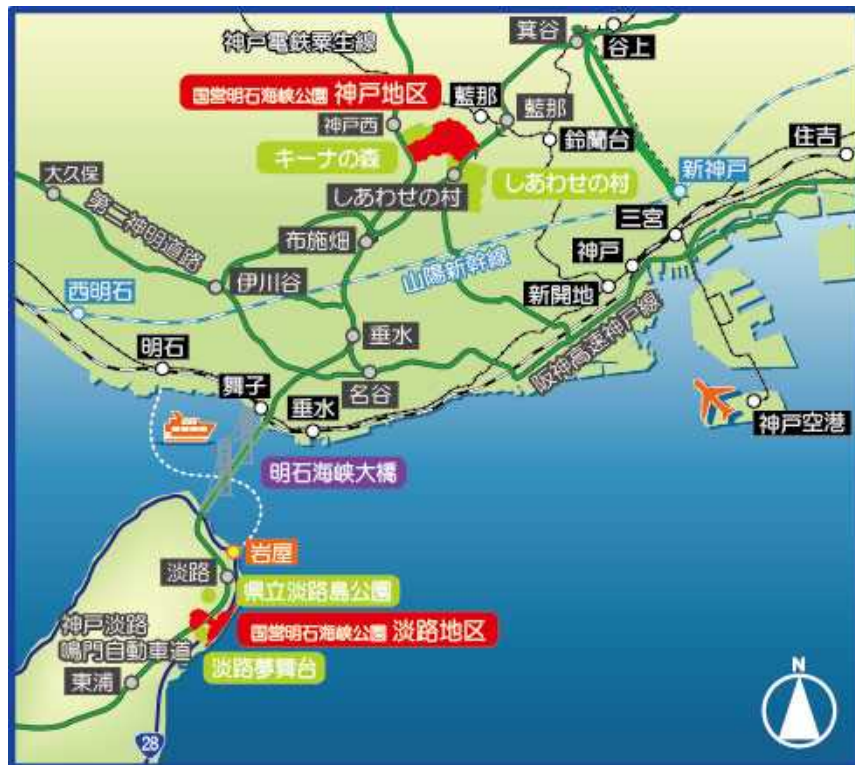 箕谷
谷上
神戸電鉄粟生線
国営明石海峡公園 神戸地区
藍那
藍那
神戸西
鈴蘭台
住吉
キーナの森
新神戸
大久保
しあわせの村
しあわせの村
三宮
第二神明道路
布施畑
神戸
山陽新幹線
伊川谷
新開地
西明石
垂水
明石
阪神高速神戸線
名谷
舞子
垂水
神戸空港
明石海峡大橋
岩屋
淡路
県立淡路島公園
神戸淡路
鳴門自動車道
国営明石海峡公園 淡路地区
淡路夢舞台
東浦
28
N